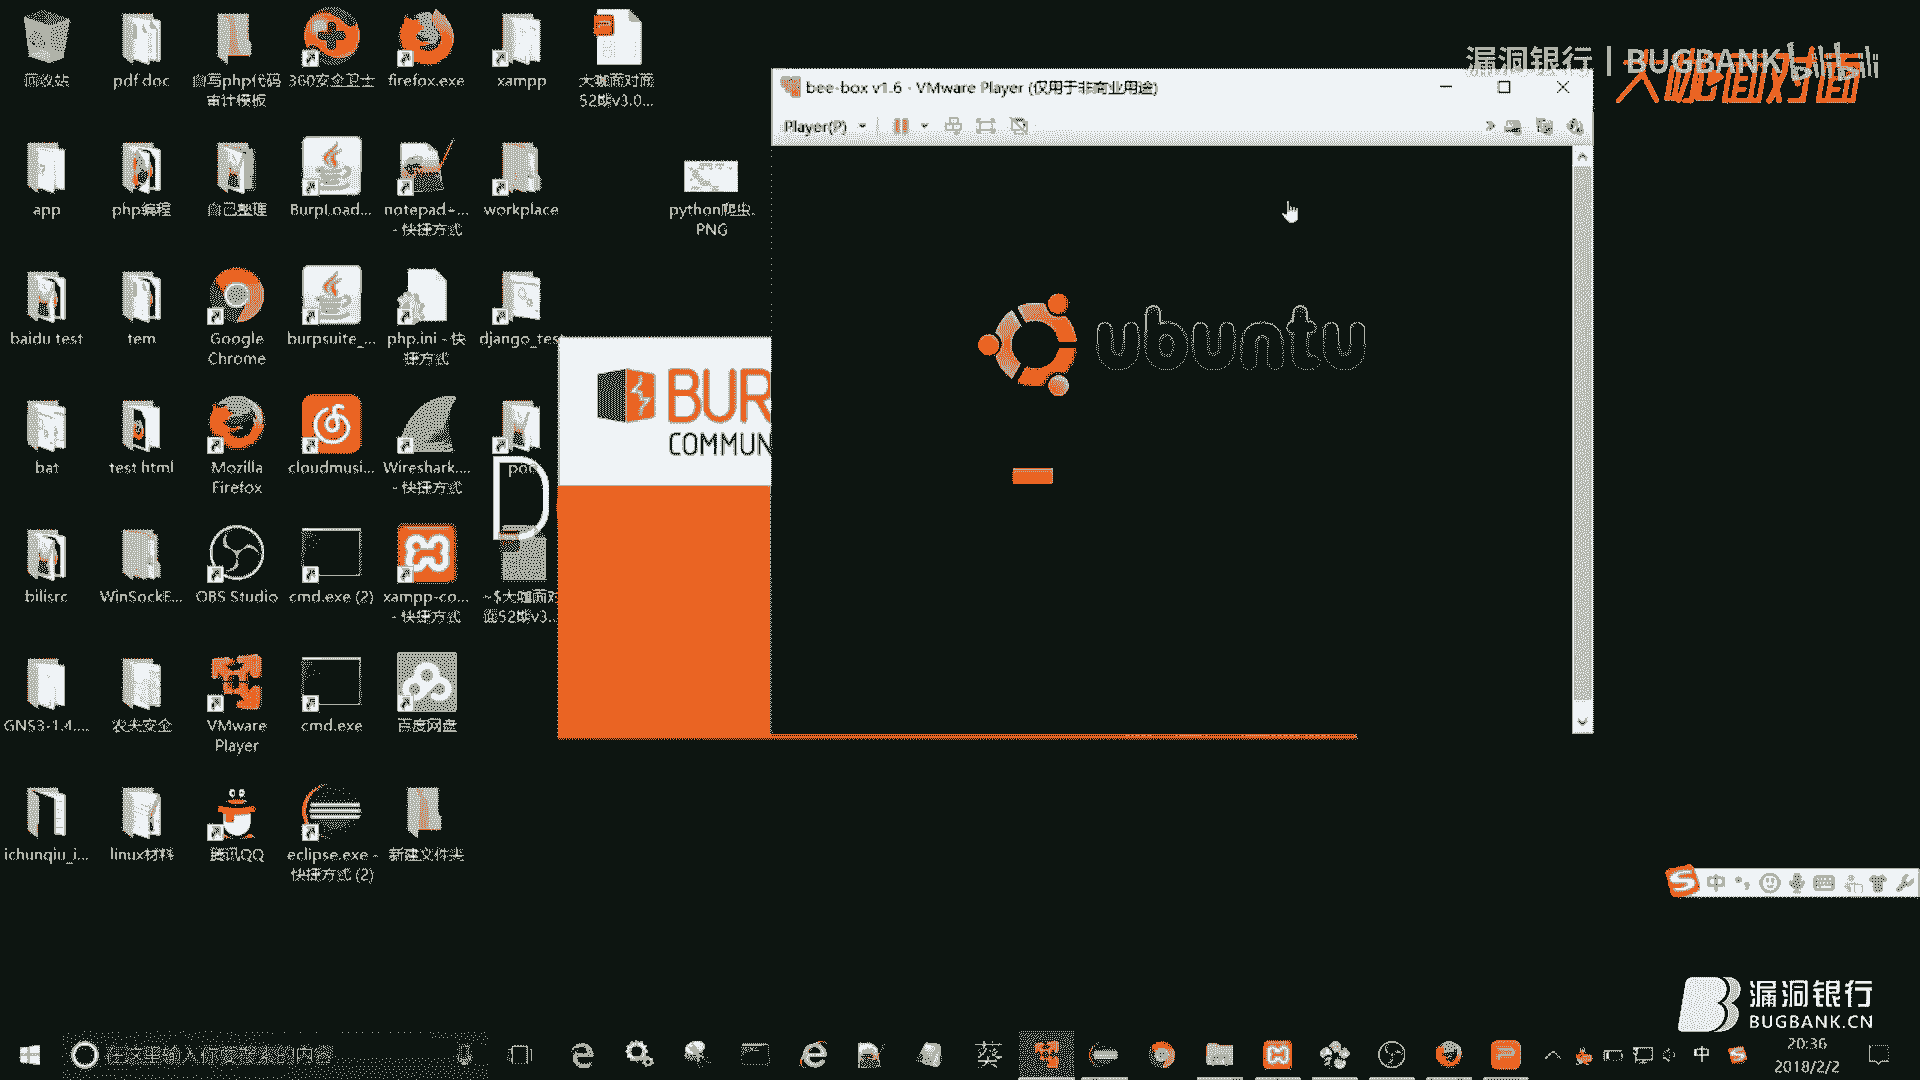 漏洞银行 | BUGBANK bilibili
大咖面对面
bee-box v1.6 - VMware Player (仅用于非商业用途)
Player(P)
ubuntu
BUR
COMMUN
D
回收站
pdf doc
自写php代码
审计模板
360安全卫士
firefox.exe
xampp
大咖面对面
52期v3.0...
app
php编程
自己整理
BurpLoad...
notepad+...
- 快捷方式
workplace
python爬虫.
PNG
baidu test
tem
Google
Chrome
burpsuite_...
php.ini - 快
捷方式
django_test
bat
test html
Mozilla
Firefox
cloudmusi...
Wireshark....
- 快捷方式
poc
bilisrc
WinSockE...
OBS Studio
cmd.exe (2)
xampp-co...
- 快捷方式
~$大咖面对
面52期v3...
GNS3-1.4....
农夫安全
VMware
Player
cmd.exe
百度网盘
ichunqiu_i...
linux材料
腾讯QQ
eclipse.exe -
快捷方式 (2)
新建文件夹
中
漏洞银行
BUGBANK.CN
在这里输入你要搜索的内容
中
20:36
2018/2/2